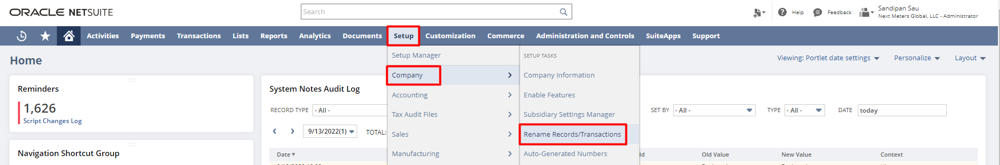 ORACLE NETSUITE
Search
Help
Feedback
Sandipan Sau
Next Meters Global, LLC - Administrator
Activities Payments Transactions Lists Reports Analytics Documents Setup Customization Commerce Administration and Controls SuiteApps Support
Home
Viewing: Portlet date settings
Personalize
Layout
Setup Manager
Company
Accounting
Tax Audit Files
Sales
Manufacturing
SETUP TASKS
Company Information
Enable Features
Subsidiary Settings Manager
Rename Records/Transactions
Auto-Generated Numbers
Reminders
1,626
Script Changes Log
Navigation Shortcut Group
System Notes Audit Log
RECORD TYPE - All -
SET BY - All -
TYPE - All -
DATE today
9/13/2022(1)
TOTAL:
Date
Old Value
New Value
Context